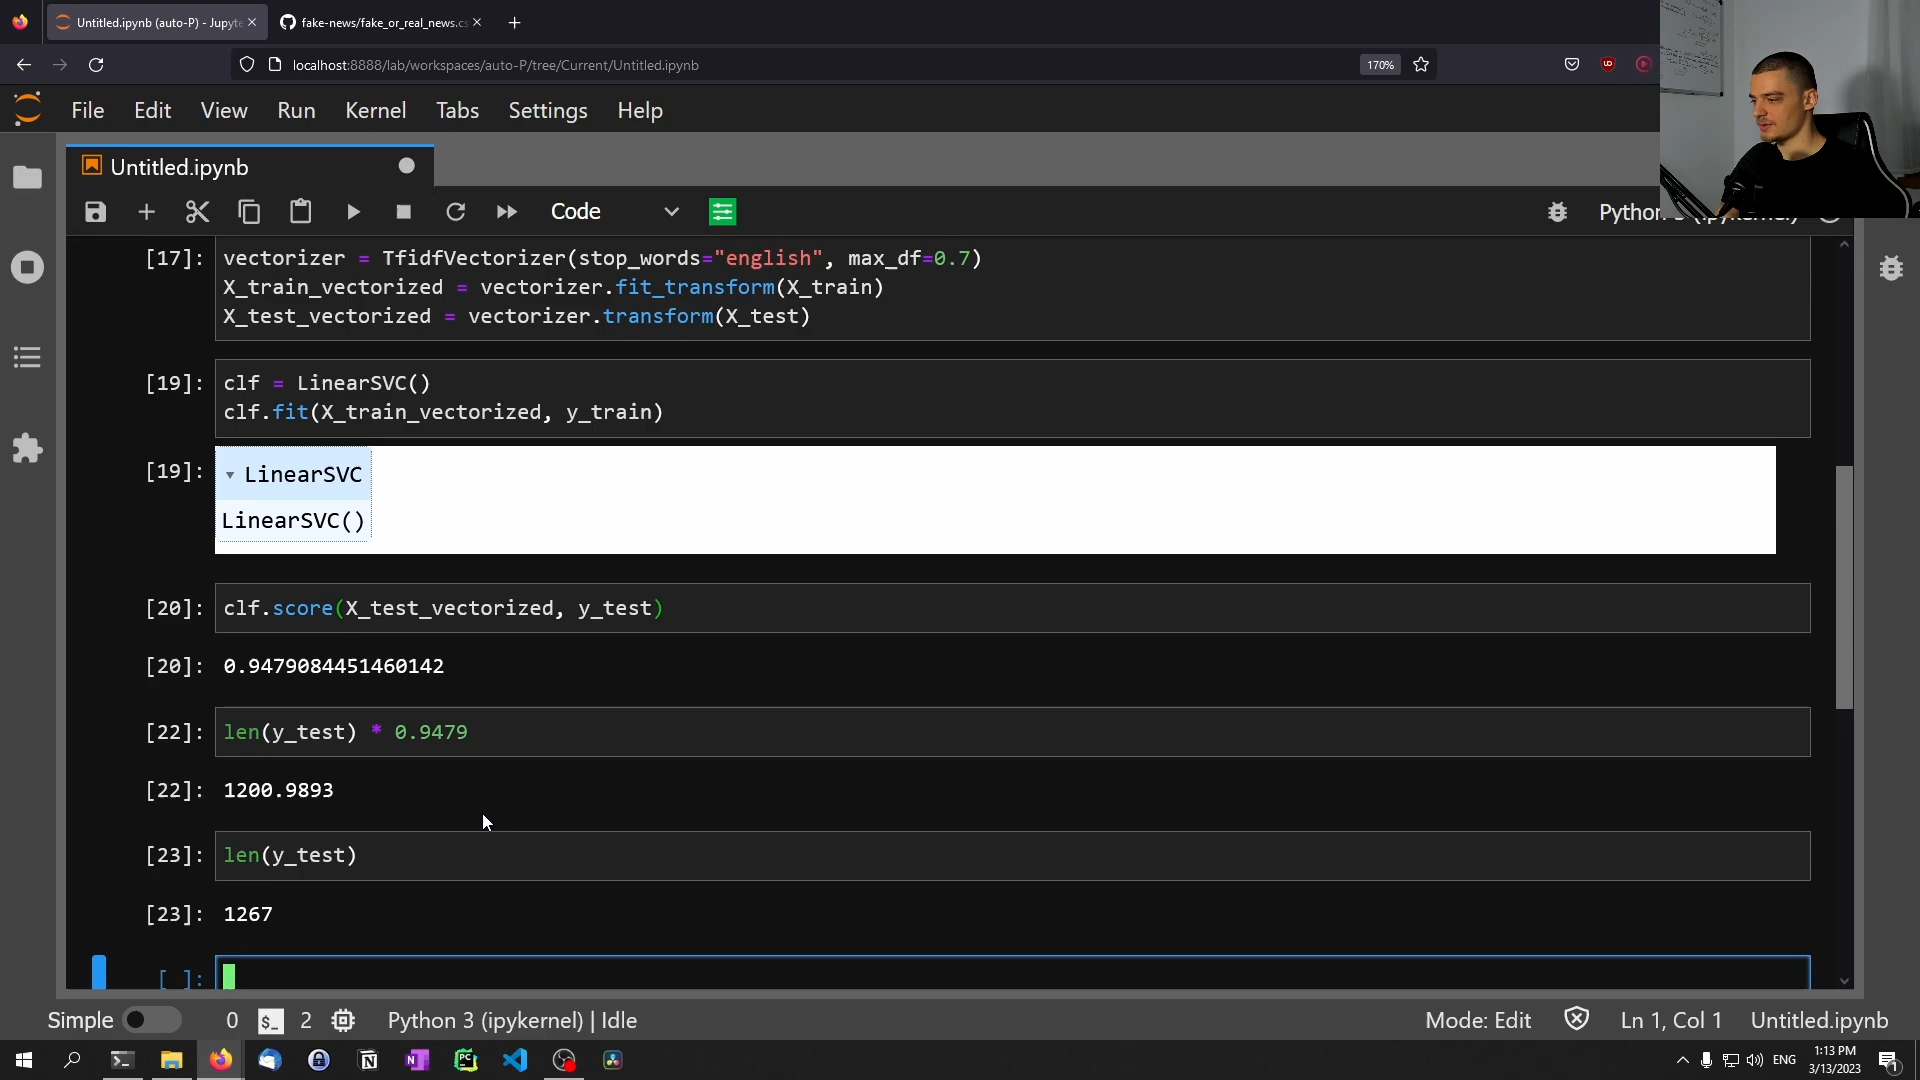 Untitled.ipynb (auto-P) - Jupyte
fake-news/fake_or_real_news.cs
localhost:8888/lab/workspaces/auto-P/tree/Current/Untitled.ipynb
170%
File Edit View Run Kernel Tabs Settings Help
Untitled.ipynb
Code
Python 3 (ipykernel)
[17]: vectorizer = TfidfVectorizer(stop_words="english", max_df=0.7)
X_train_vectorized = vectorizer.fit_transform(X_train)
X_test_vectorized = vectorizer.transform(X_test)
[19]: clf = LinearSVC()
clf.fit(X_train_vectorized, y_train)
[19]: LinearSVC
LinearSVC()
[20]: clf.score(X_test_vectorized, y_test)
[20]: 0.9479084451460142
[22]: len(y_test) * 0.9479
[22]: 1200.9893
[23]: len(y_test)
[23]: 1267
[ ]:
Simple 0 $_ 2 Python 3 (ipykernel) | Idle Mode: Edit Ln 1, Col 1 Untitled.ipynb
ENG 1:13 PM
3/13/2023